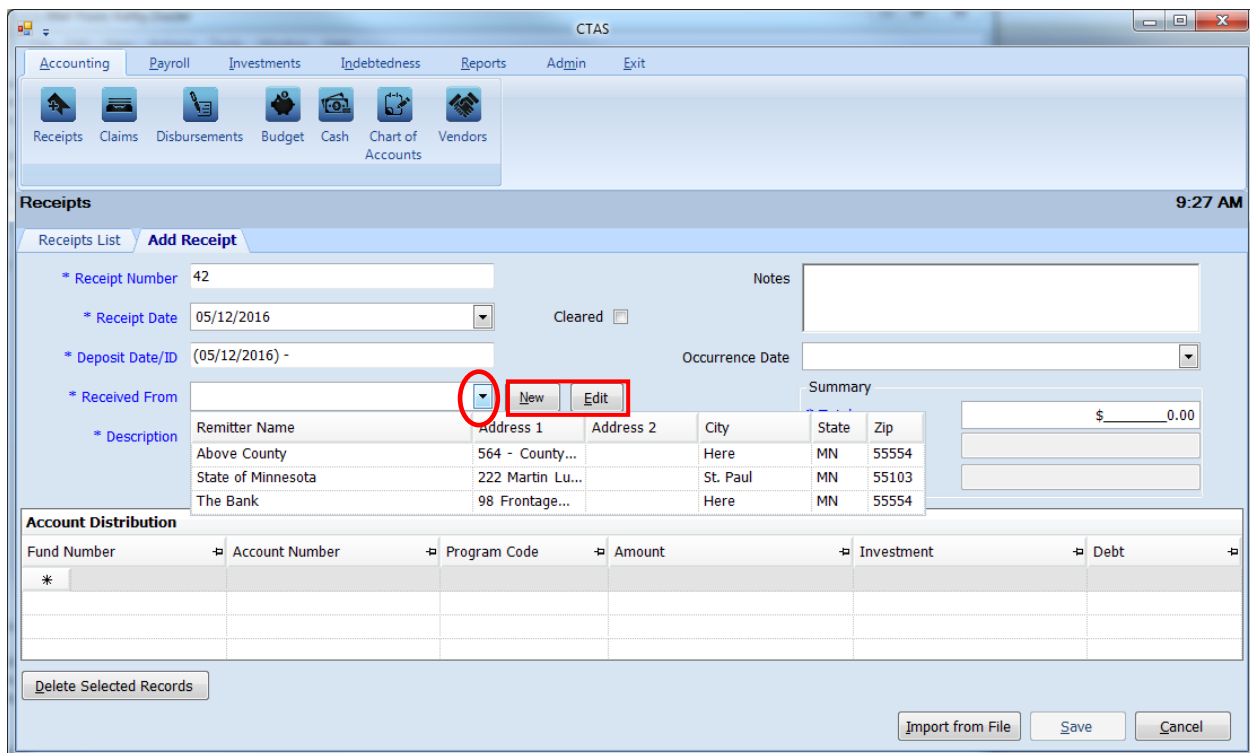 CTAS
Accounting Payroll Investments Indebtedness Reports Admin Exit
Receipts Claims Disbursements Budget Cash Chart of Accounts Vendors
Receipts 9:27 AM
Receipts List Add Receipt
* Receipt Number 42 Notes
* Receipt Date 05/12/2016 Cleared
* Deposit Date/ID (05/12/2016) - Occurrence Date
* Received From New Edit Summary
$______0.00
* Description
Remitter Name Address 1 Address 2 City State Zip
Above County 564 - County... Here MN 55554
State of Minnesota 222 Martin Lu... St. Paul MN 55103
The Bank 98 Frontage... Here MN 55554
Account Distribution
Fund Number Account Number Program Code Amount Investment Debt
Delete Selected Records
Import from File Save Cancel